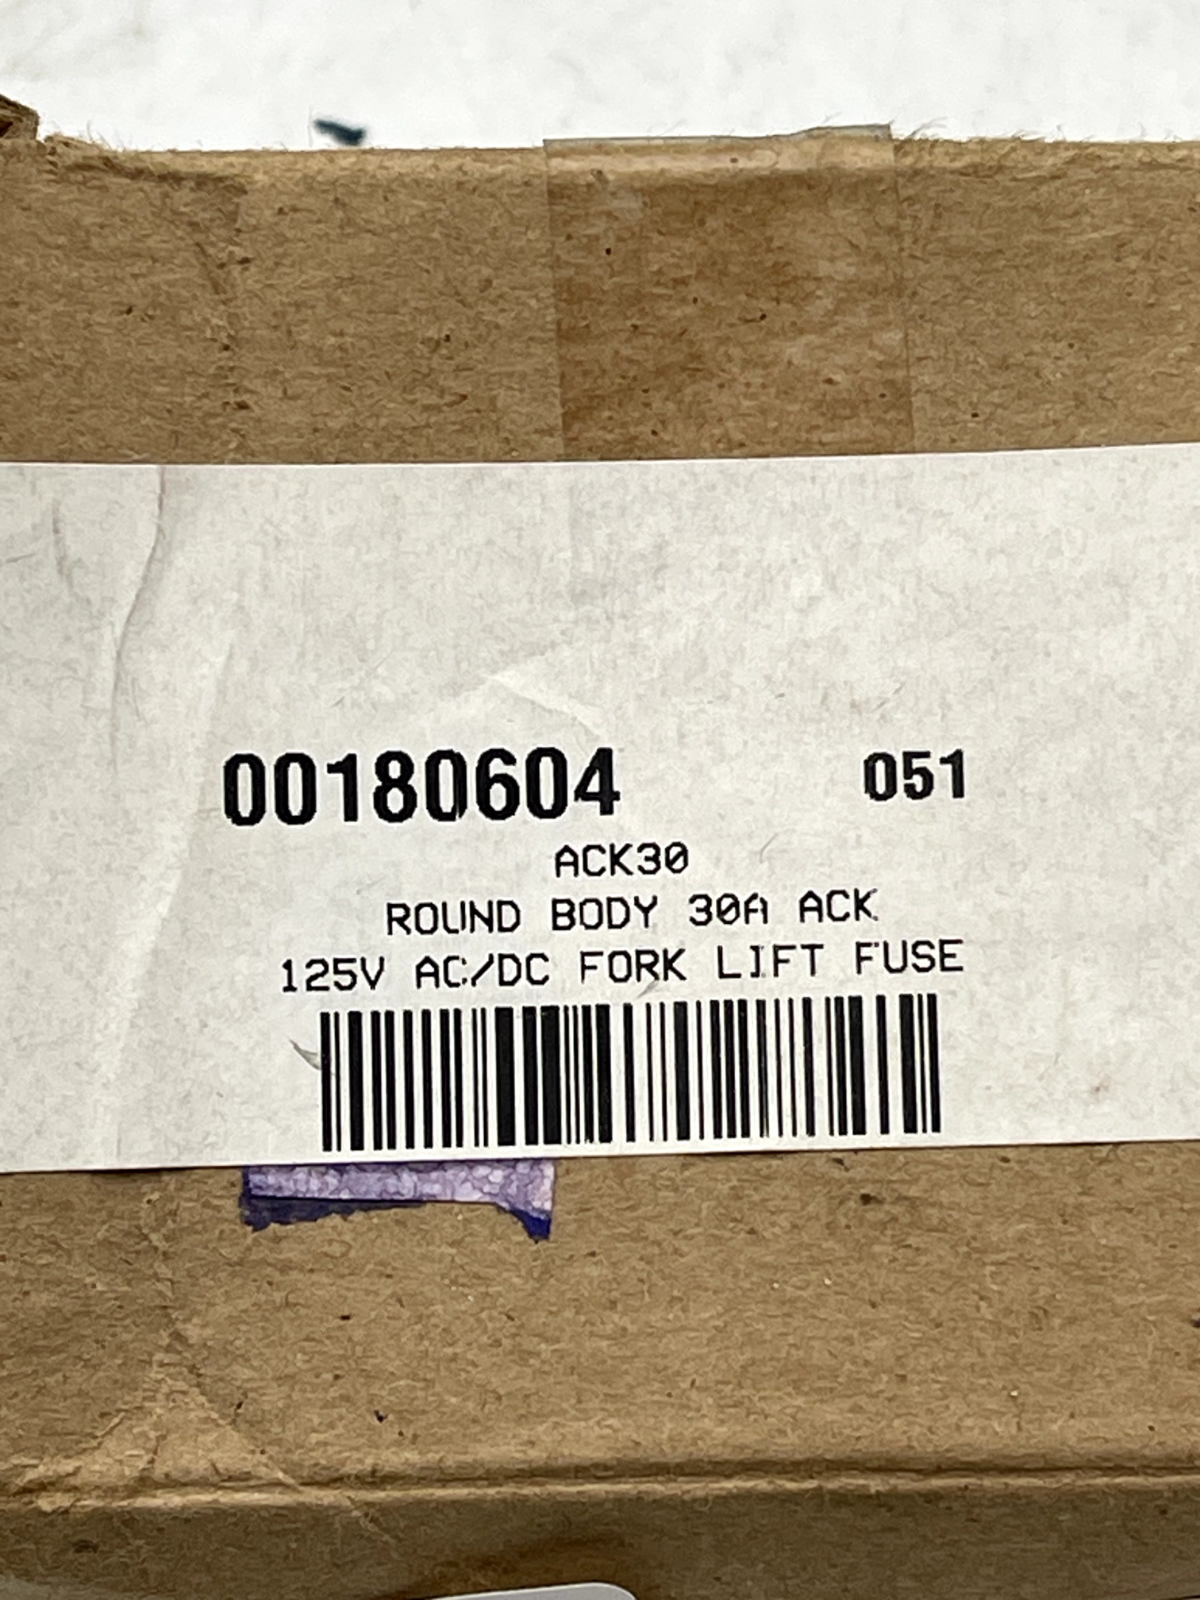 00180604 051
ACK30
ROUND BODY 30A ACK
125V AC/DC FORK LIFT FUSE